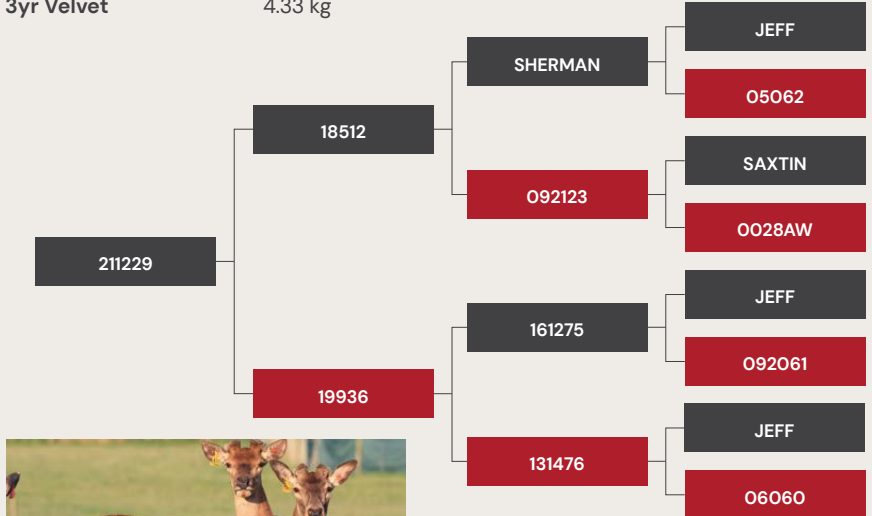 3yr Velvet 4.33 kg
JEFF
SHERMAN
05062
18512
SAXTIN
092123
0028AW
211229
JEFF
161275
092061
19936
JEFF
131476
06060